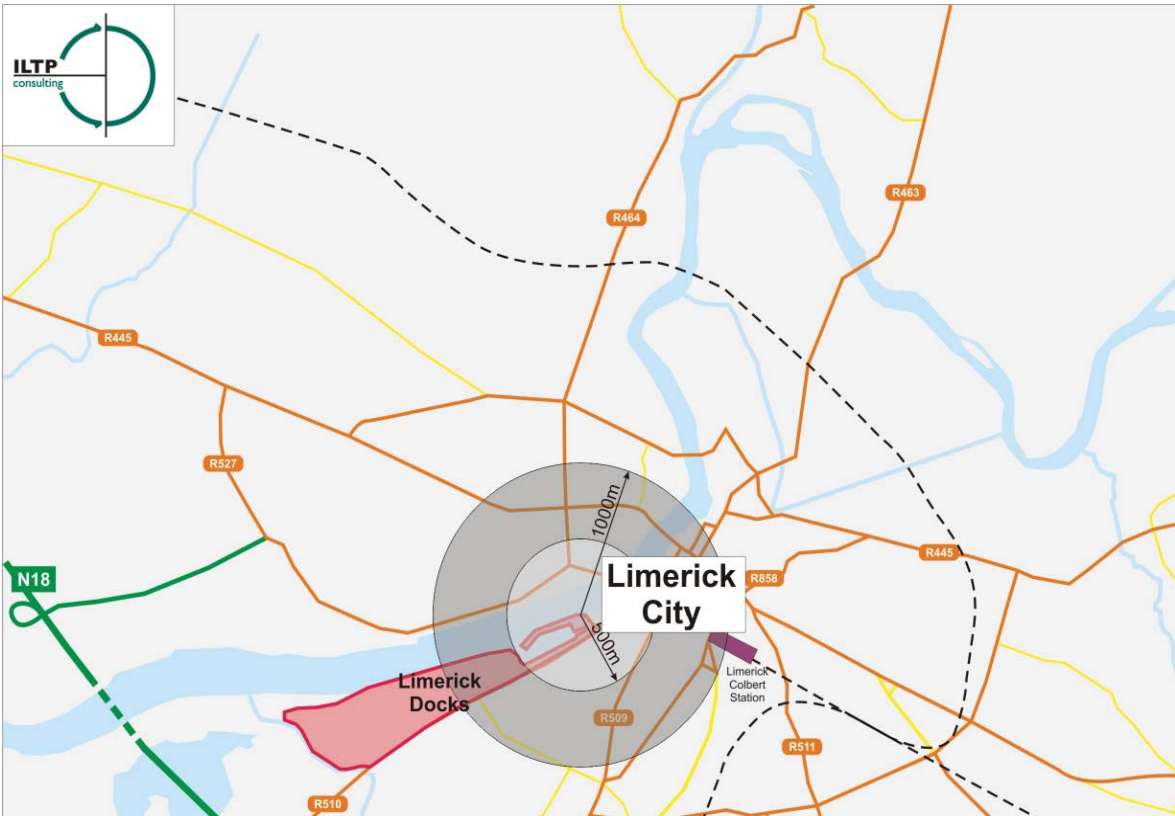 ILTP
consulting
R463
R464
R445
R527
1000m
R445
N18
Limerick
City
R858
500m
Limerick
Docks
Limerick
Colbert
Station
R509
R511
R510